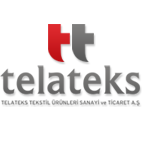 telateks
TELATEKS TEKSTİL ÜRÜNLERİ SANAYİ ve TİCARET A.Ş.